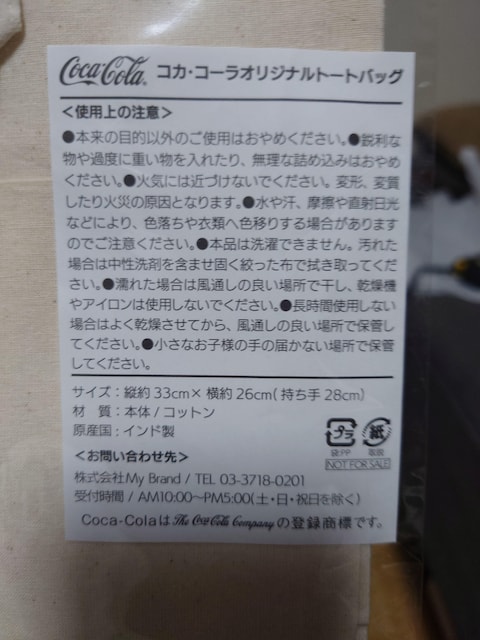 Coca-Cola. コカ・コーラオリジナルトートバッグ
＜使用上の注意＞
●本来の目的以外のご使用はおやめください。●鋭利な
物や過度に重い物を入れたり、無理な詰め込みはおやめ
ください。●火気には近づけないでください。変形、変質
したり火災の原因となります。●水や汗、摩擦や直射日光
などにより、色落ちや衣類へ色移りする場合があります
のでご注意ください。●本品は洗濯できません。汚れた
場合は中性洗剤を含ませ固く絞った布で拭き取ってくだ
さい。●濡れた場合は風通しの良い場所で干し、乾燥機
やアイロンは使用しないでください。●長時間使用しない
場合はよく乾燥させてから、風通しの良い場所で保管し
てください。●小さなお子様の手の届かない場所で保管
してください。
サイズ：縦約33cm×横約26cm(持ち手28cm)
材　質：本体/コットン
原産国：インド製
プラ 紙
袋:PP 取説
NOT FOR SALE
＜お問い合わせ先＞
株式会社My Brand / TEL 03-3718-0201
受付時間 / AM10:00～PM5:00(土・日・祝日を除く)
Coca-Colaは The Coca-Cola Company の登録商標です。